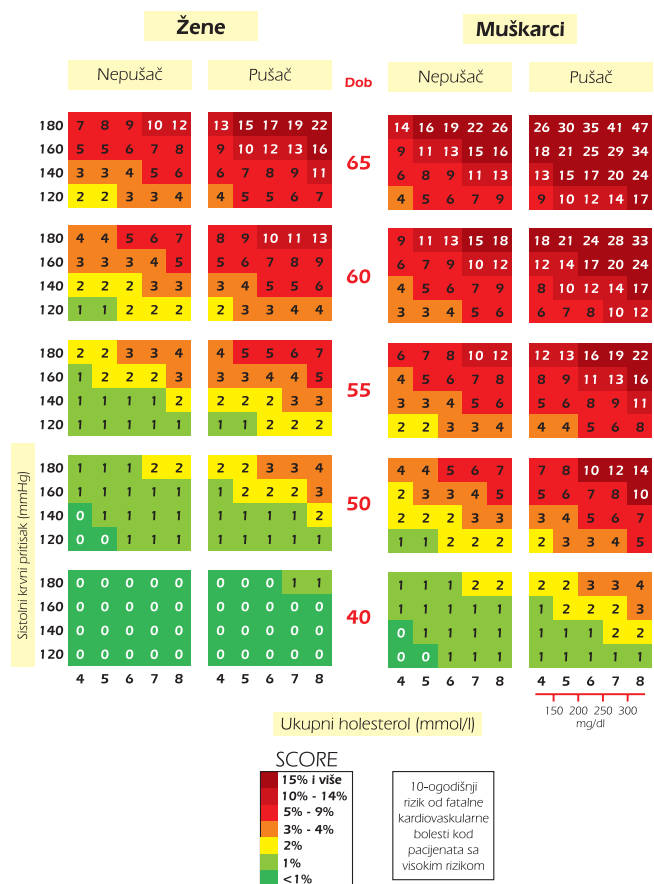 Žene Muškarci
Nepušač Pušač Dob Nepušač Pušač
180 7 8 9 10 12 13 15 17 19 22 14 16 19 22 26 26 30 35 41 47
160 5 5 6 7 8 9 10 12 13 16 9 11 13 15 16 18 21 25 29 34
65
140 3 3 4 5 6 6 7 8 9 11 6 8 9 11 13 13 15 17 20 24
120 2 2 3 3 4 4 5 5 6 7 4 5 6 7 9 9 10 12 14 17
180 4 4 5 6 7 8 9 10 11 13 9 11 13 15 18 18 21 24 28 33
160 3 3 3 4 5 5 6 7 8 9 6 7 9 10 12 12 14 17 20 24
60
140 2 2 2 3 3 3 4 5 5 6 4 5 6 7 9 8 10 12 14 17
120 1 1 2 2 2 2 3 3 4 4 3 3 4 5 6 6 7 8 10 12
180 2 2 3 3 4 4 5 5 6 7 6 7 8 10 12 12 13 16 19 22
160 1 2 2 2 3 3 3 4 4 5 4 5 6 7 8 8 9 11 13 16
55
140 1 1 1 1 2 2 2 2 3 3 3 3 4 5 6 5 6 8 9 11
120 1 1 1 1 1 1 1 2 2 2 2 2 3 3 4 4 4 5 6 8
180 1 1 1 2 2 2 2 3 3 4 4 4 5 6 7 7 8 10 12 14
160 1 1 1 1 1 1 2 2 2 3 2 3 3 4 5 5 6 7 8 10
50
140 0 1 1 1 1 1 1 1 1 2 2 2 2 3 3 3 4 5 6 7
120 0 0 1 1 1 1 1 1 1 1 1 1 2 2 2 2 3 3 4 5
180 0 0 0 0 0 0 0 0 1 1 1 1 1 2 2 2 2 3 3 4
160 0 0 0 0 0 0 0 0 0 0 1 1 1 1 1 1 2 2 2 3
40
140 0 0 0 0 0 0 0 0 0 0 0 1 1 1 1 1 1 1 2 2
120 0 0 0 0 0 0 0 0 0 0 0 0 1 1 1 1 1 1 1 1
4 5 6 7 8 4 5 6 7 8 4 5 6 7 8 4 5 6 7 8
Sistolni krvni pritisak (mmHg)
150 200 250 300
mg/dl
Ukupni holesterol (mmol/l)
SCORE
15% i više
10% - 14%
5% - 9%
3% - 4%
2%
1%
<1%
10-ogodišnji
rizik od fatalne
kardiovaskularne
bolesti kod
pacijenata sa
visokim rizikom